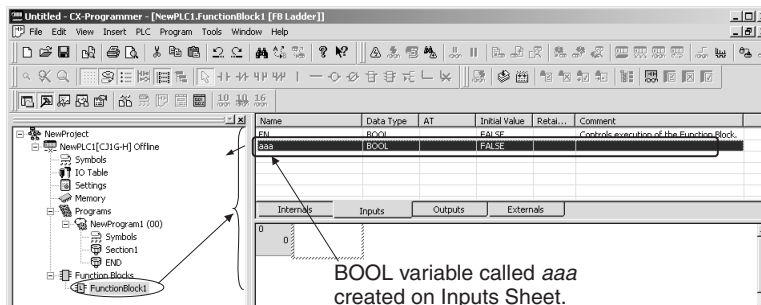 Untitled - CX-Programmer - [NewPLC1.FunctionBlock1 [FB Ladder]]
File Edit View Insert PLC Program Tools Window Help
10 10 16
Name Data Type AT Initial Value Retai... Comment
EN BOOL FALSE Controls execution of the Function Block.
aaa BOOL FALSE
Internals Inputs Outputs Externals
0
0
NewProject
NewPLC1[CJ1G-H] Offline
Symbols
IO Table
Settings
Memory
Programs
NewProgram1 (00)
Symbols
Section1
END
Function Blocks
FunctionBlock1
BOOL variable called aaa
created on Inputs Sheet.